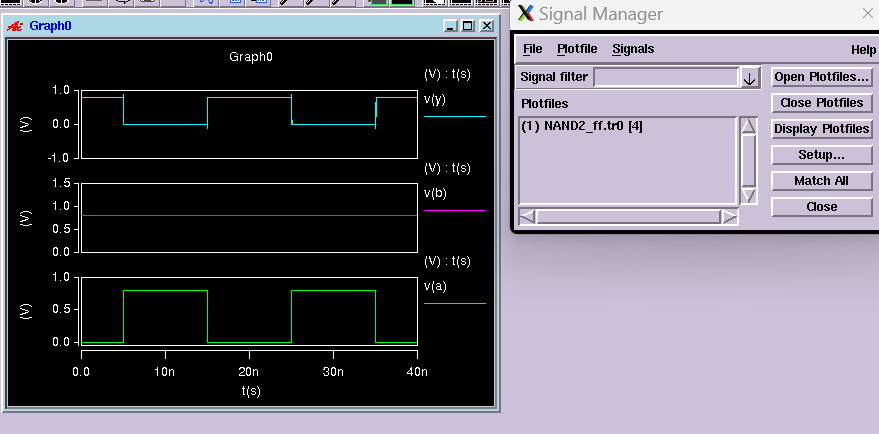 Graph0
Graph0
(V) : t(s)
v(y)
1.0
0.0
-1.0
(V)
(V) : t(s)
v(b)
1.5
1.0
0.5
0.0
(V)
(V) : t(s)
v(a)
1.0
0.5
0.0
(V)
0.0 10n 20n 30n 40n
t(s)
Signal Manager
File Plotfile Signals Help
Signal filter
Open Plotfiles...
Plotfiles
Close Plotfiles
(1) NAND2_ff.tr0 [4]
Display Plotfiles
Setup...
Match All
Close